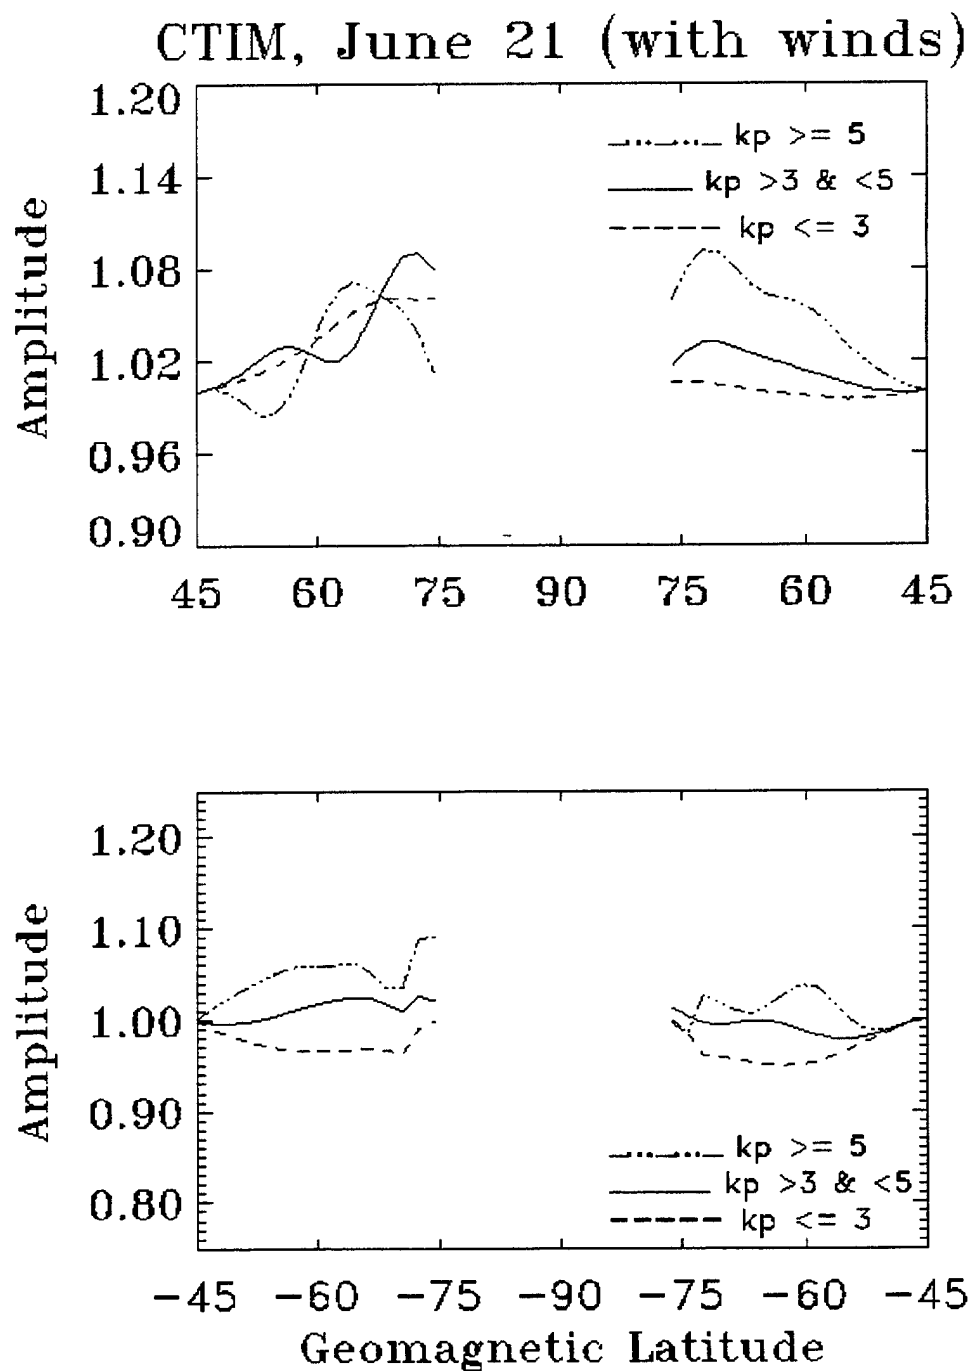 CTIM, June 21 (with winds)
1.20
1.14
1.08
1.02
0.96
0.90
Amplitude
kp >= 5
kp >3 & <5
kp <= 3
45 60 75 90 75 60 45
1.20
1.10
1.00
0.90
0.80
Amplitude
kp >= 5
kp >3 & <5
kp <= 3
-45 -60 -75 -90 -75 -60 -45
Geomagnetic Latitude